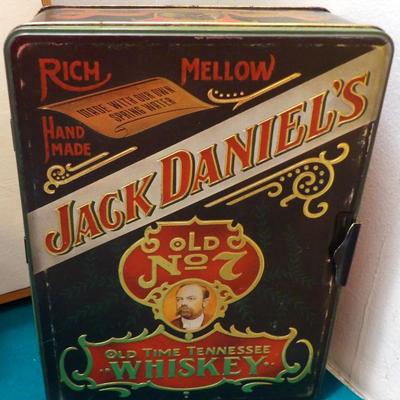 RICH MELLOW
MADE WITH OUR OWN
SPRING WATER
HAND
MADE
JACK DANIEL'S
OLD
No 7
OLD TIME TENNESSEE
WHISKEY